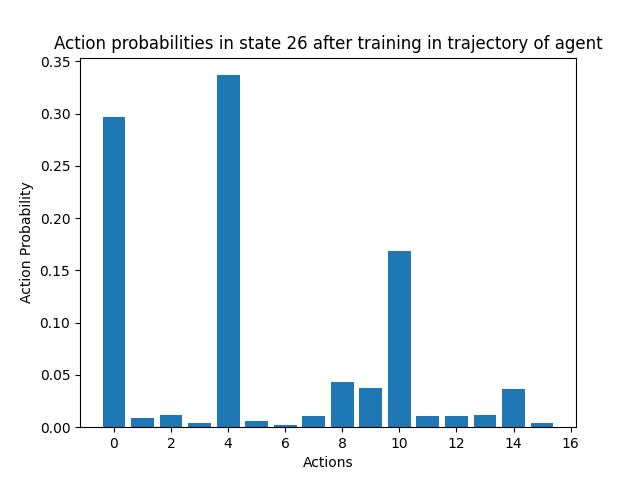 Action probabilities in state 26 after training in trajectory of agent
0.35
0.30
0.25
0.20
0.15
0.10
0.05
0.00
Action Probability
0 2 4 6 8 10 12 14 16
Actions